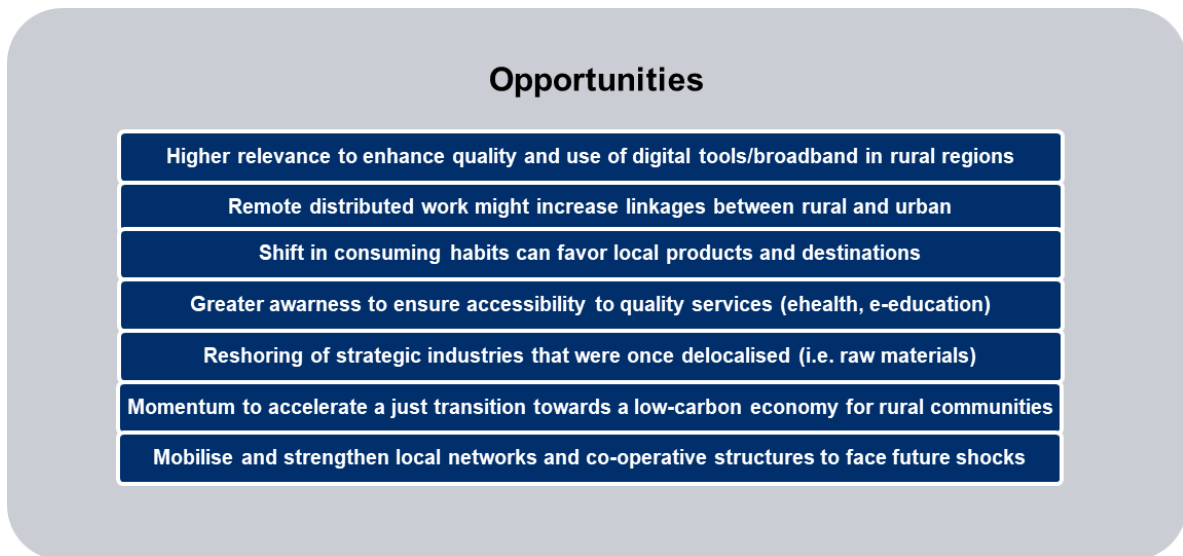 Opportunities
Higher relevance to enhance quality and use of digital tools/broadband in rural regions
Remote distributed work might increase linkages between rural and urban
Shift in consuming habits can favor local products and destinations
Greater awarness to ensure accessibility to quality services (ehealth, e-education)
Reshoring of strategic industries that were once delocalised (i.e. raw materials)
Momentum to accelerate a just transition towards a low-carbon economy for rural communities
Mobilise and strengthen local networks and co-operative structures to face future shocks